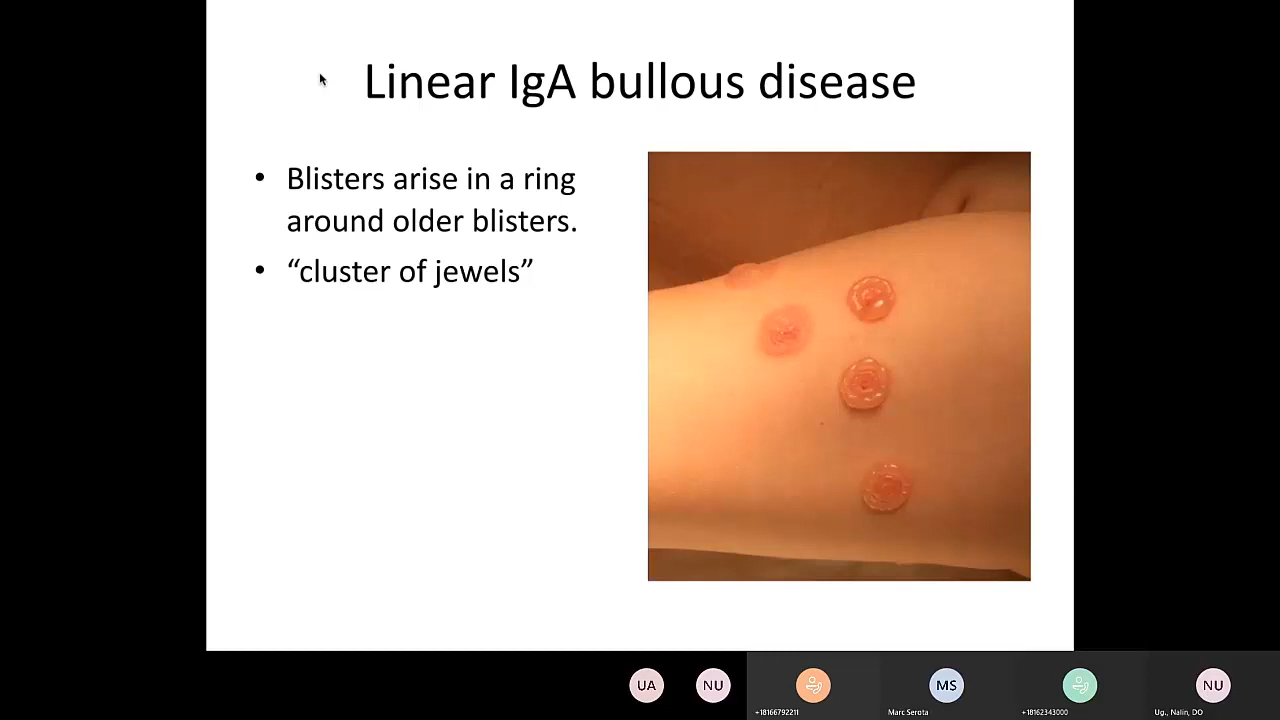 Linear IgA bullous disease
• Blisters arise in a ring
around older blisters.
• “cluster of jewels”
UA
NU
MS
NU
+18166792211
Marc Serota
+18162343000
Ug., Nalin, DO